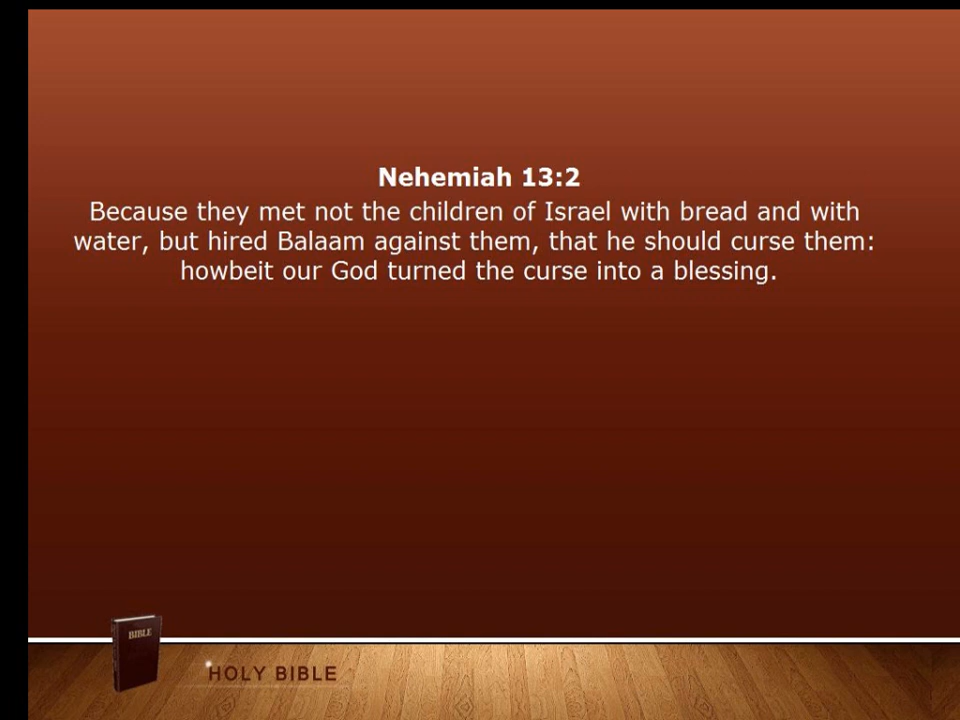 Nehemiah 13:2
Because they met not the children of Israel with bread and with
water, but hired Balaam against them, that he should curse them:
howbeit our God turned the curse into a blessing.
BIBLE
HOLY BIBLE